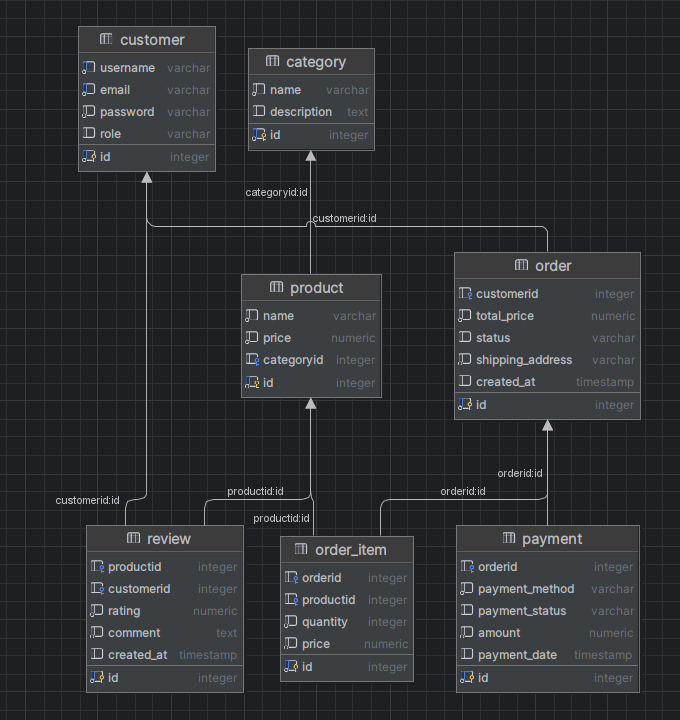 customer
username varchar
email varchar
password varchar
role varchar
id integer
category
name varchar
description text
id integer
categoryid:id
customerid:id
product
name varchar
price numeric
categoryid integer
id integer
order
customerid integer
total_price numeric
status varchar
shipping_address varchar
created_at timestamp
id integer
customerid:id
productid:id
productid:id
orderid:id
orderid:id
review
productid integer
customerid integer
rating numeric
comment text
created_at timestamp
id integer
order_item
orderid integer
productid integer
quantity integer
price numeric
id integer
payment
orderid integer
payment_method varchar
payment_status varchar
amount numeric
payment_date timestamp
id integer